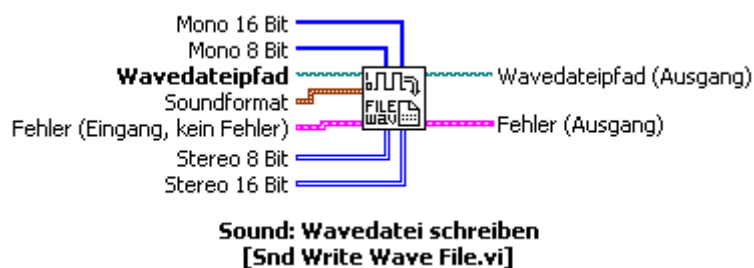 Mono 16 Bit
Mono 8 Bit
Wavedateipfad
Soundformat
Fehler (Eingang, kein Fehler)
Stereo 8 Bit
Stereo 16 Bit
FILE
wav
Wavedateipfad (Ausgang)
Fehler (Ausgang)
Sound: Wavedatei schreiben
[Snd Write Wave File.vi]